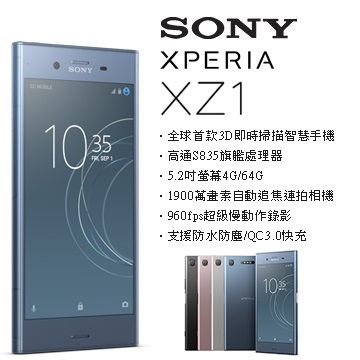 SONY
XPERIA
XZ1
・全球首款3D即時掃描智慧手機
・高通S835旗艦處理器
・5.2吋螢幕4G/64G
・1900萬畫素自動追焦連拍相機
・960fps超級慢動作錄影
・支援防水防塵/QC3.0快充
SONY
10:35
FRI, SEP 1